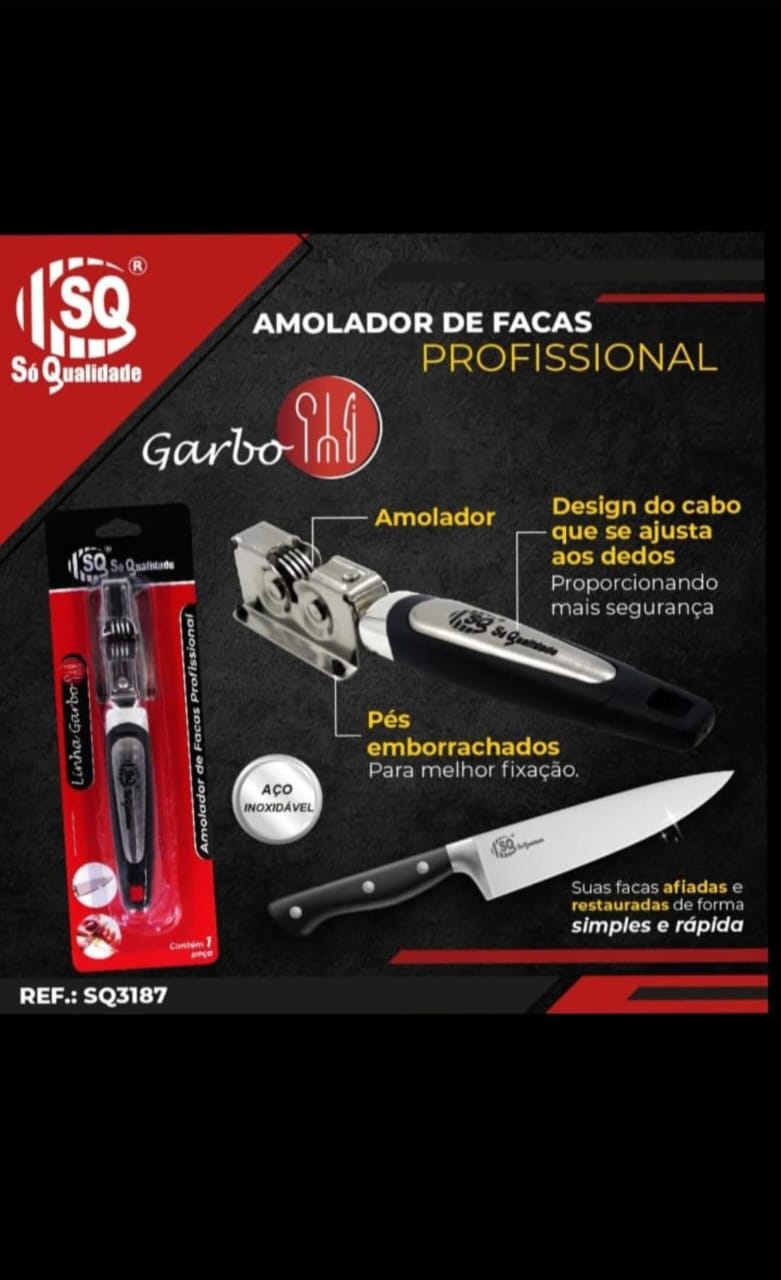 SQ®
Só Qualidade
AMOLADOR DE FACAS
PROFISSIONAL
Garbo
Amolador
Design do cabo
que se ajusta
aos dedos
Proporcionando
mais segurança
SQ Só Qualidade
SQ
Só Qualidade
Linha Garbo
Amolador de Facas Profissional
Pés
emborrachados
Para melhor fixação.
AÇO
INOXIDÁVEL
SQ
Suas facas afiadas e
restauradas de forma
simples e rápida
Contém 1
peça
REF.: SQ3187